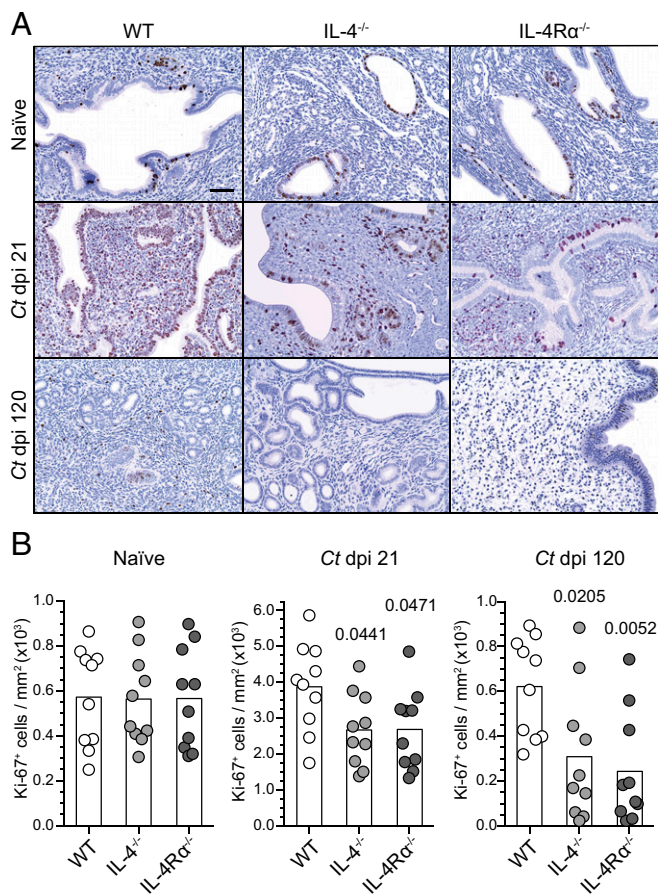 A
WT
IL-4⁻/⁻
IL-4Rα⁻/⁻
Naïve
Ct dpi 21
Ct dpi 120
B
Naïve
Ki-67⁺ cells / mm² (x10³)
1.0
0.8
0.6
0.4
0.2
0.0
WT
IL-4⁻/⁻
IL-4Rα⁻/⁻
Ct dpi 21
Ki-67⁺ cells / mm² (x10³)
6.0
5.0
4.0
3.0
2.0
1.0
0.0
0.0441
0.0471
WT
IL-4⁻/⁻
IL-4Rα⁻/⁻
Ct dpi 120
Ki-67⁺ cells / mm² (x10³)
1.0
0.8
0.6
0.4
0.2
0.0
0.0205
0.0052
WT
IL-4⁻/⁻
IL-4Rα⁻/⁻